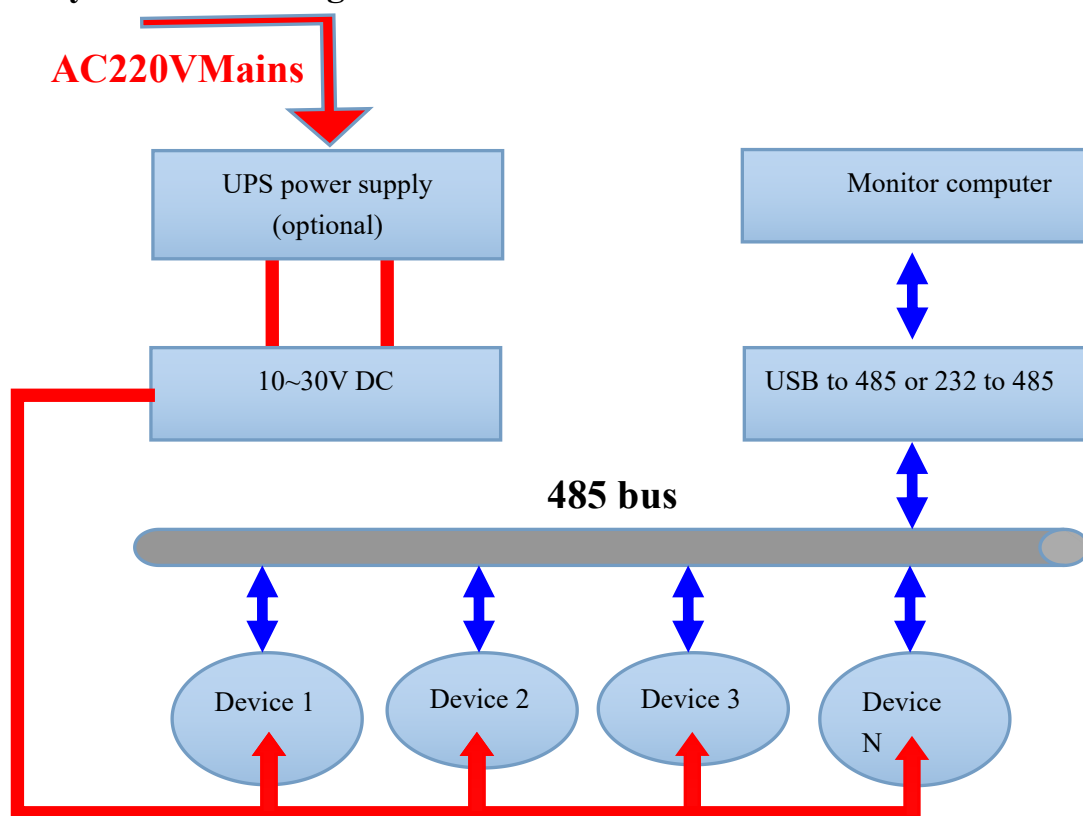 AC220VMains
UPS power supply
(optional)
Monitor computer
10~30V DC
USB to 485 or 232 to 485
485 bus
Device 1
Device 2
Device 3
Device
N